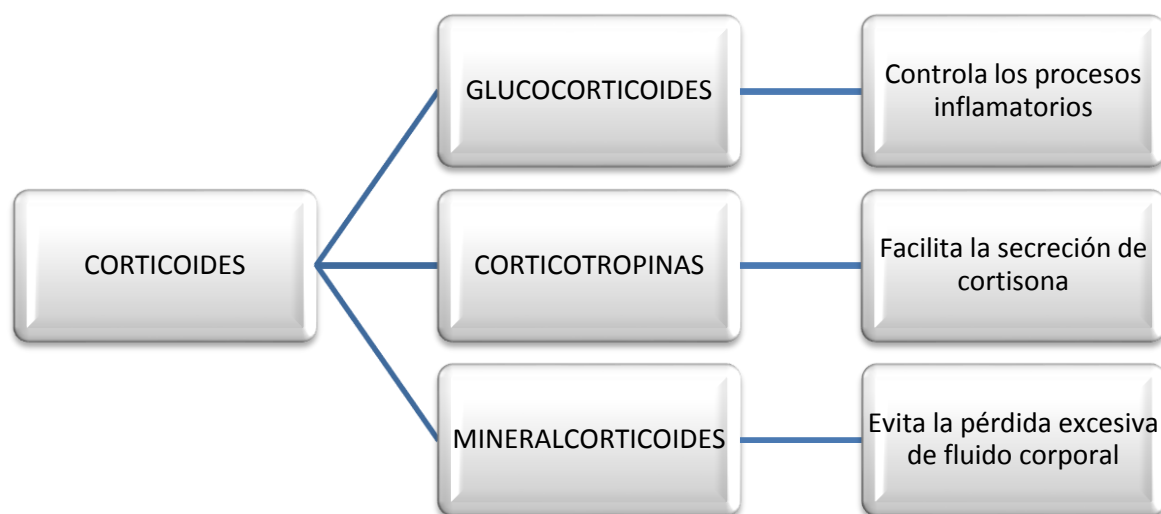 CORTICOIDES
GLUCOCORTICOIDES
Controla los procesos
inflamatorios
CORTICOTROPINAS
Facilita la secreción de
cortisona
MINERALCORTICOIDES
Evita la pérdida excesiva
de fluido corporal